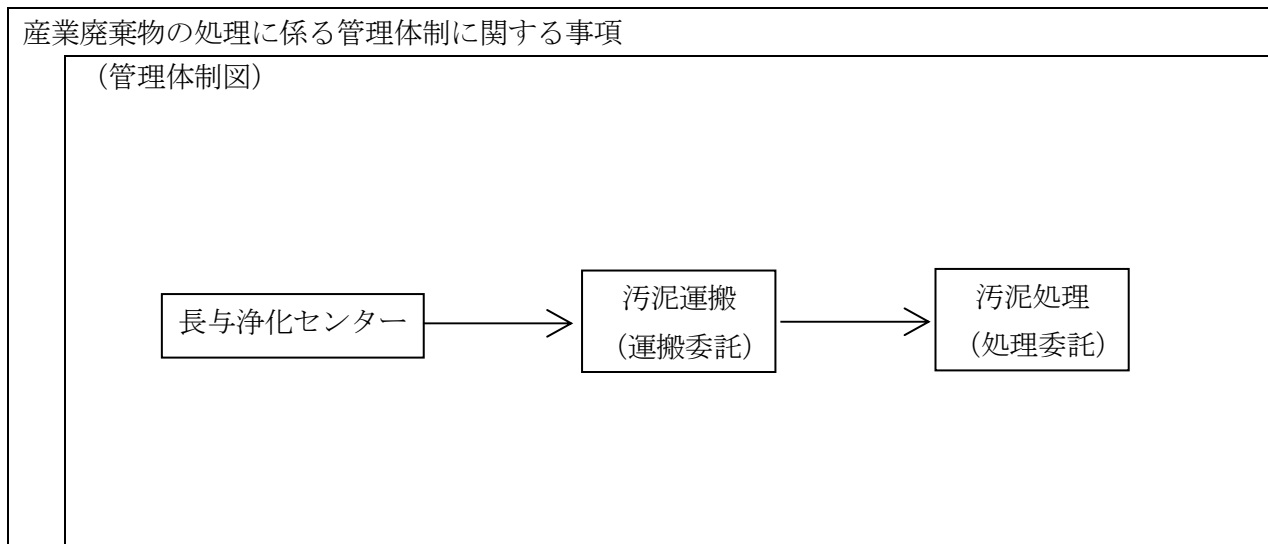 産業廃棄物の処理に係る管理体制に関する事項
（管理体制図）
長与浄化センター
汚泥運搬
（運搬委託）
汚泥処理
（処理委託）